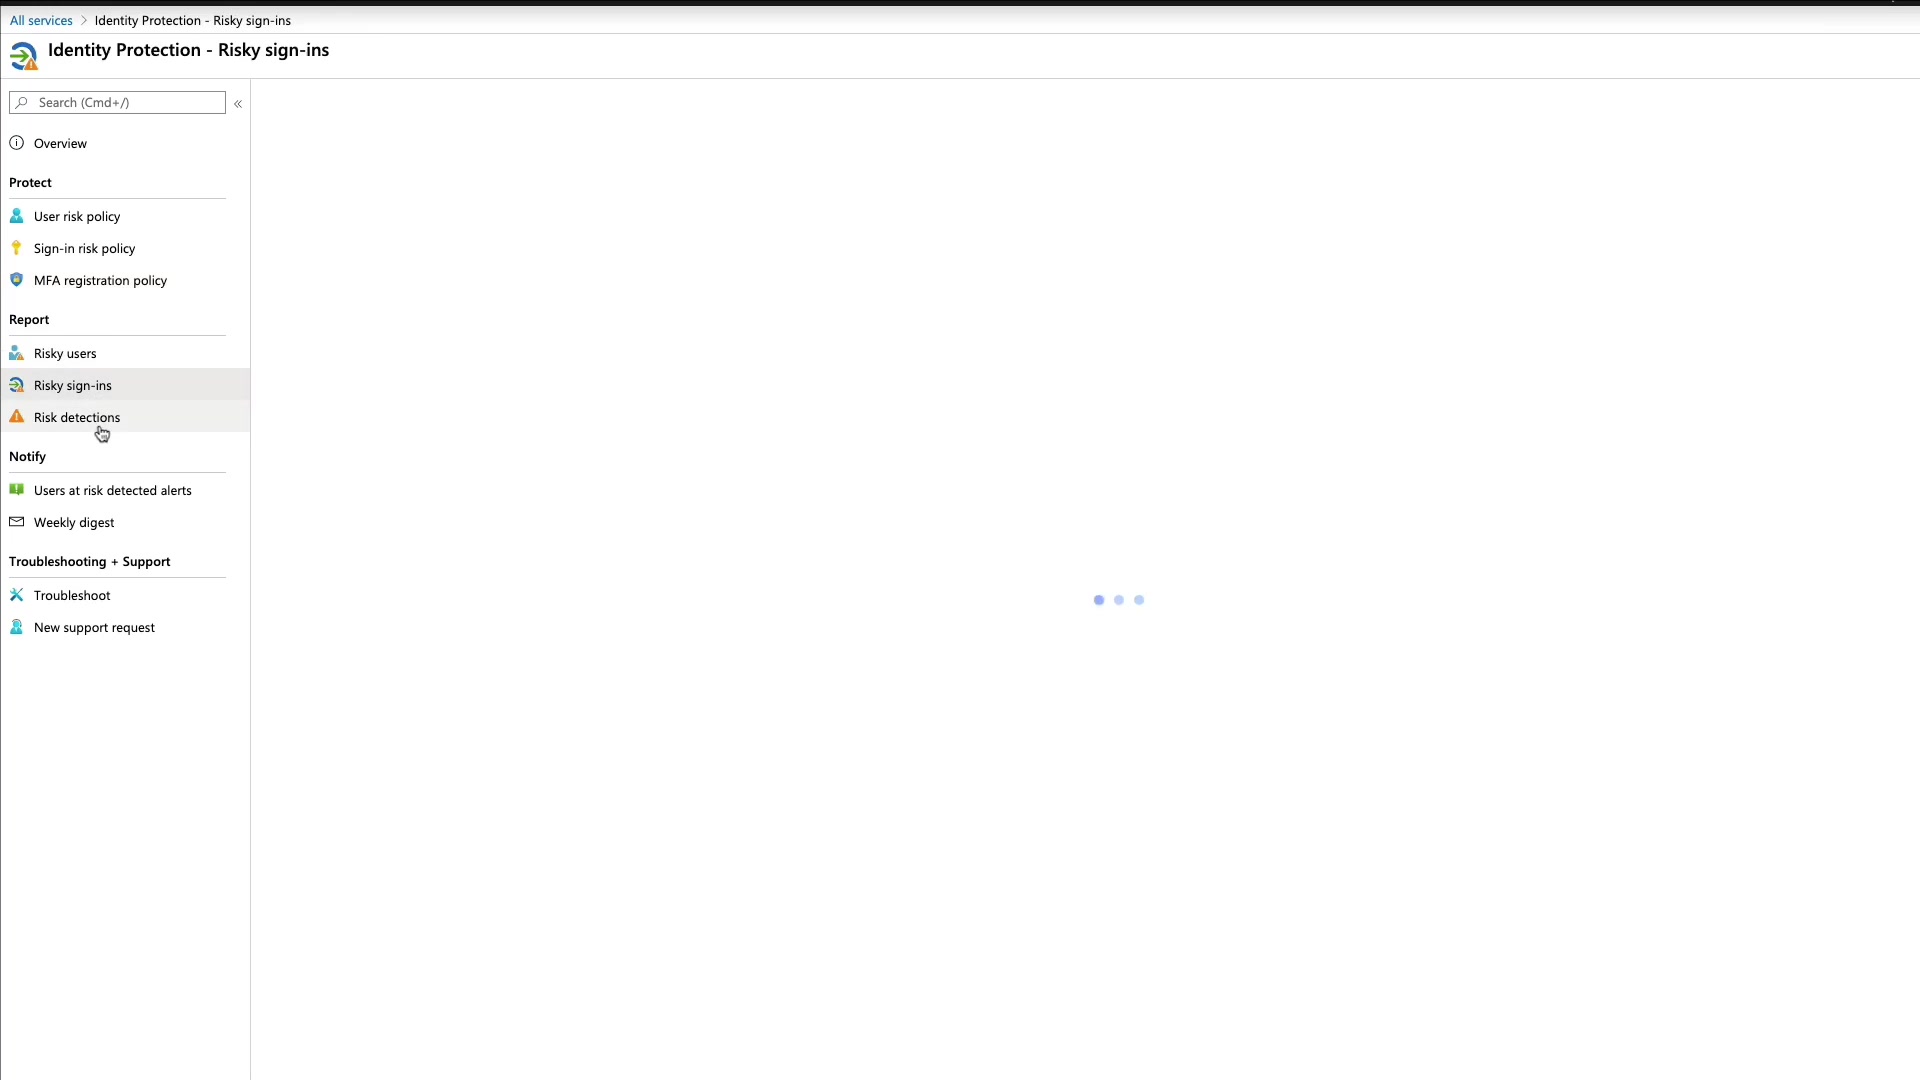 All services > Identity Protection - Risky sign-ins
Identity Protection - Risky sign-ins
Search (Cmd+/)
«
Overview
Protect
User risk policy
Sign-in risk policy
MFA registration policy
Report
Risky users
Risky sign-ins
Risk detections
Notify
Users at risk detected alerts
Weekly digest
Troubleshooting + Support
Troubleshoot
New support request